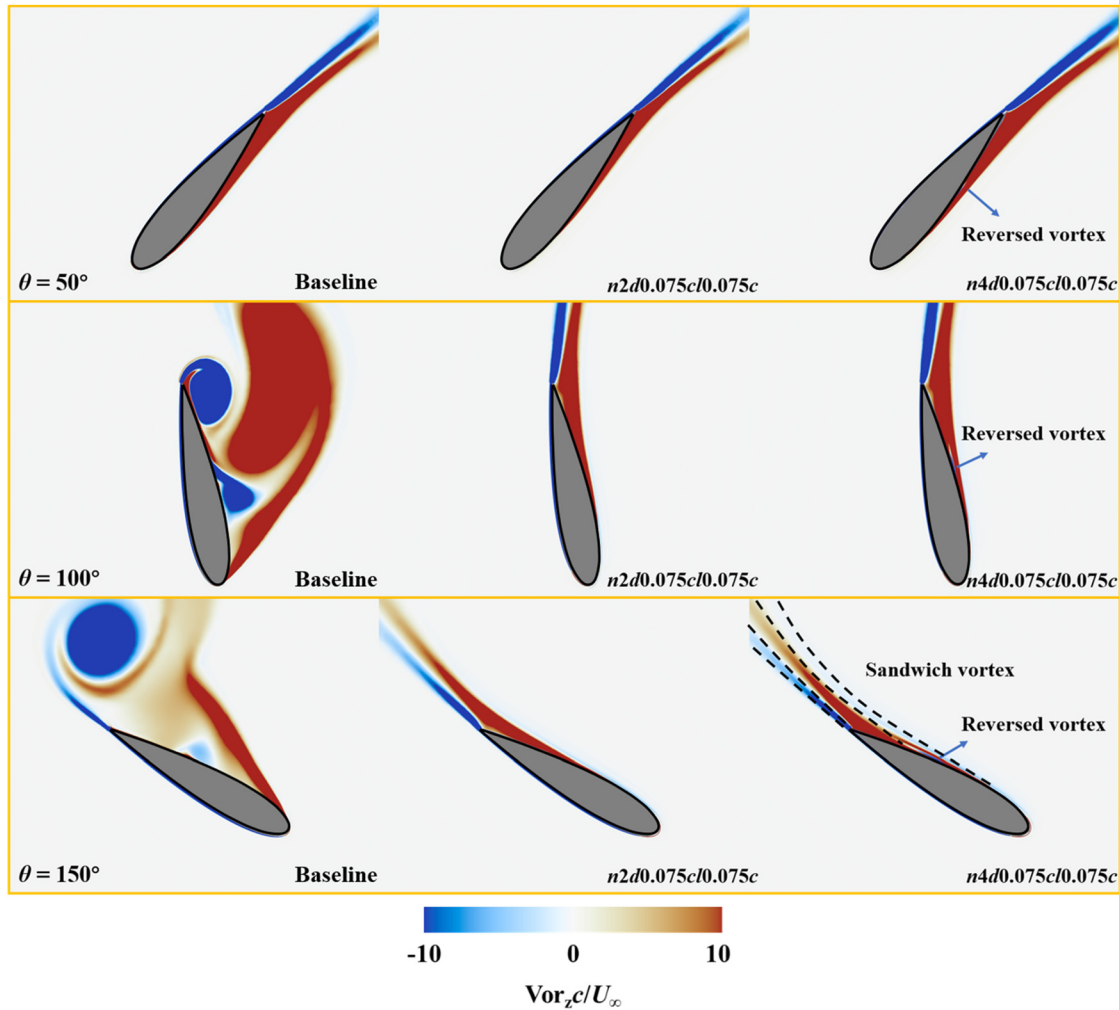 Reversed vortex
θ = 50°
Baseline
n2d0.075cl0.075c
n4d0.075cl0.075c
Reversed vortex
θ = 100°
Baseline
n2d0.075cl0.075c
n4d0.075cl0.075c
Sandwich vortex
Reversed vortex
θ = 150°
Baseline
n2d0.075cl0.075c
n4d0.075cl0.075c
-10 0 10
Vor_z c/U_∞